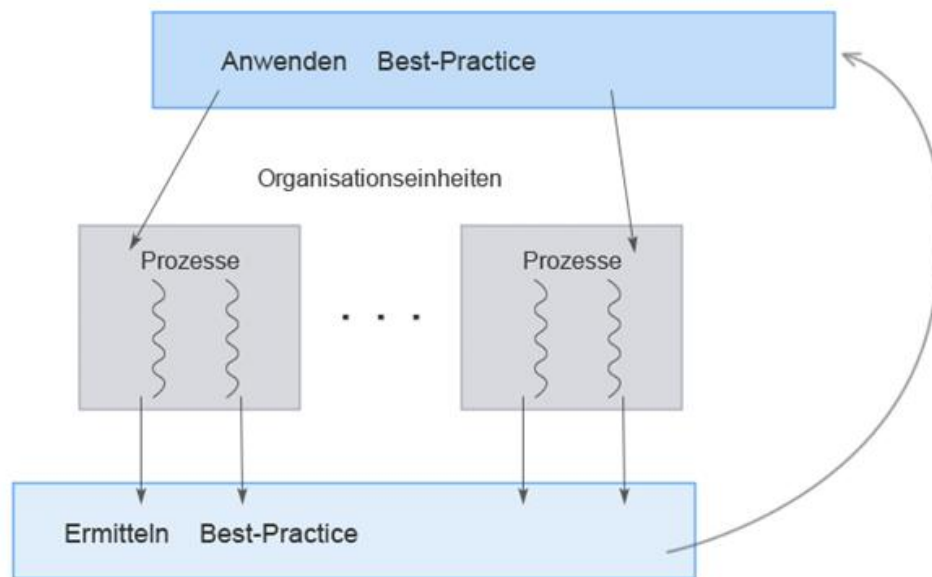 Anwenden Best-Practice
Organisationseinheiten
Prozesse
Prozesse
. . .
Ermitteln Best-Practice